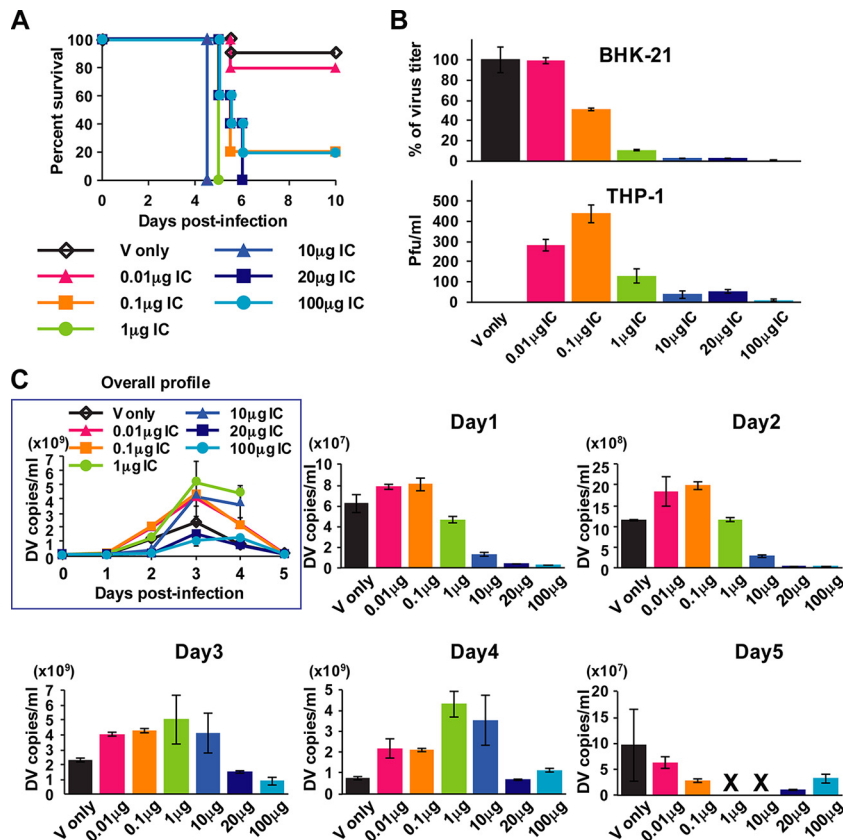 A
Percent survival
100
80
60
40
20
0
0 2 4 6 8 10
Days post-infection
V only
0.01μg IC
0.1μg IC
1μg IC
10μg IC
20μg IC
100μg IC
B
BHK-21
% of virus titer
100
80
60
40
20
0
THP-1
Pfu/ml
500
400
300
200
100
0
V only 0.01μgIC 0.1μgIC 1μgIC 10μgIC 20μgIC 100μgIC
C
Overall profile
V only
0.01μg IC
0.1μg IC
1μg IC
10μg IC
20μg IC
100μg IC
(x10⁹)
DV copies/ml
7
6
5
4
3
2
1
0
0 1 2 3 4 5
Days post-infection
Day1
(x10⁷)
DV copies/ml
10
8
6
4
2
0
V only 0.01μg 0.1μg 1μg 10μg 20μg 100μg
Day2
(x10⁸)
DV copies/ml
25
20
15
10
5
0
V only 0.01μg 0.1μg 1μg 10μg 20μg 100μg
Day3
(x10⁹)
DV copies/ml
7
6
5
4
3
2
1
0
V only 0.01μg 0.1μg 1μg 10μg 20μg 100μg
Day4
(x10⁹)
DV copies/ml
5
4
3
2
1
0
V only 0.01μg 0.1μg 1μg 10μg 20μg 100μg
Day5
(x10⁷)
DV copies/ml
20
15
10
5
0
X X
V only 0.01μg 0.1μg 1μg 10μg 20μg 100μg